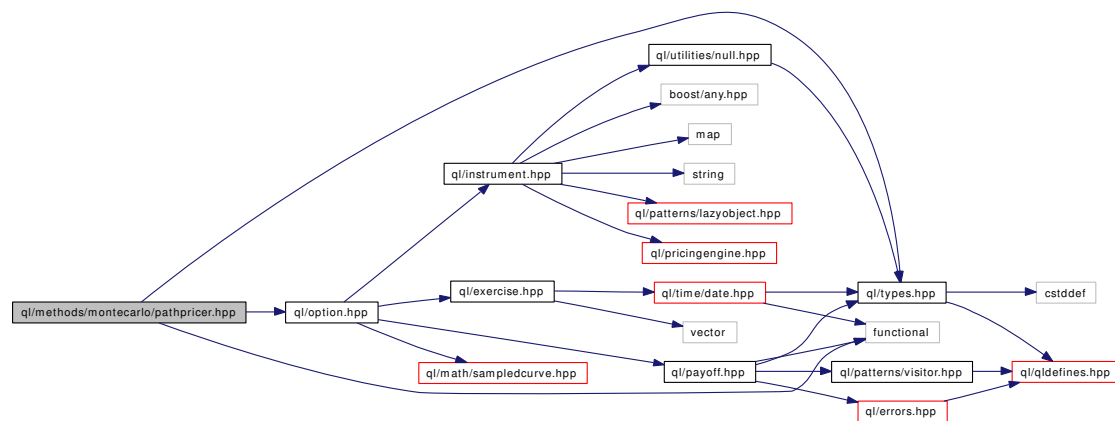 ql/utilities/null.hpp
boost/any.hpp
map
ql/instrument.hpp
string
ql/patterns/lazyobject.hpp
ql/pricingengine.hpp
ql/exercise.hpp
ql/time/date.hpp
ql/types.hpp
cstddef
ql/methods/montecarlo/pathpricer.hpp
ql/option.hpp
vector
functional
ql/math/sampledcurve.hpp
ql/payoff.hpp
ql/patterns/visitor.hpp
ql/qldefines.hpp
ql/errors.hpp